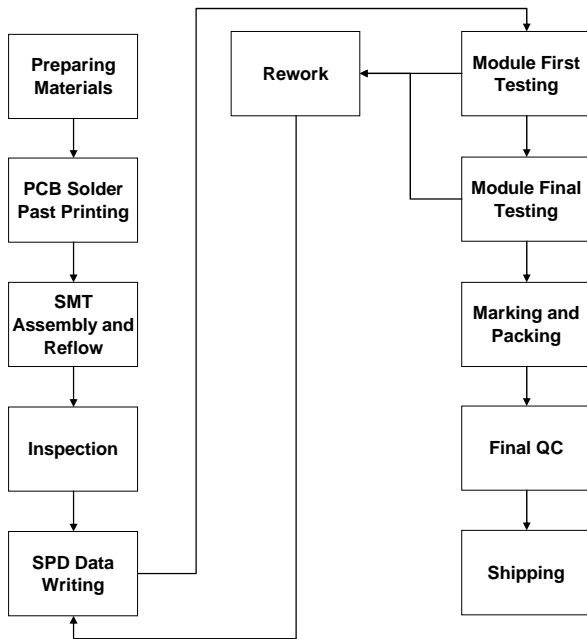 Preparing
Materials
PCB Solder
Past Printing
SMT
Assembly and
Reflow
Inspection
SPD Data
Writing
Rework
Module First
Testing
Module Final
Testing
Marking and
Packing
Final QC
Shipping